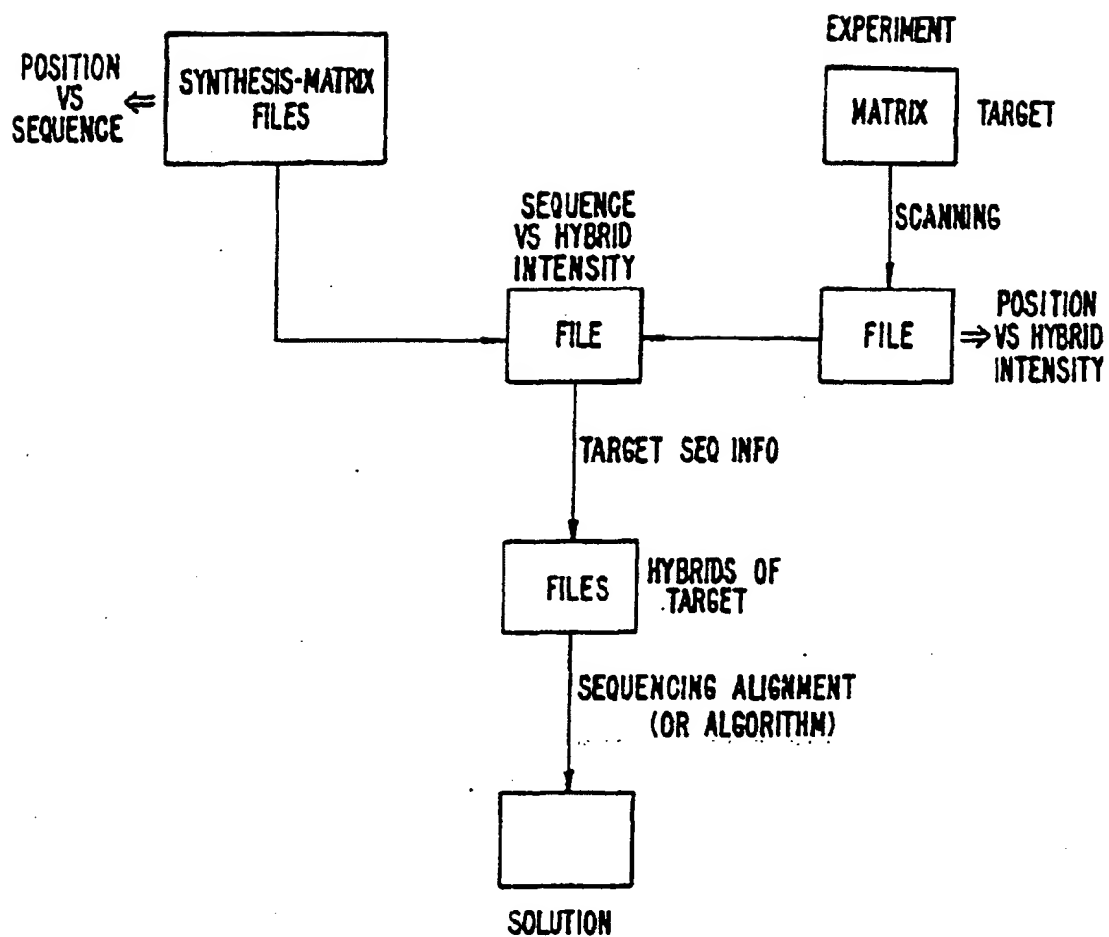 EXPERIMENT
POSITION
VS
SEQUENCE
⇐
SYNTHESIS-MATRIX
FILES
MATRIX
TARGET
SCANNING
SEQUENCE
VS HYBRID
INTENSITY
FILE
FILE
⇒
POSITION
VS HYBRID
INTENSITY
TARGET SEQ INFO
FILES
HYBRIDS OF
TARGET
SEQUENCING ALIGNMENT
(OR ALGORITHM)
SOLUTION